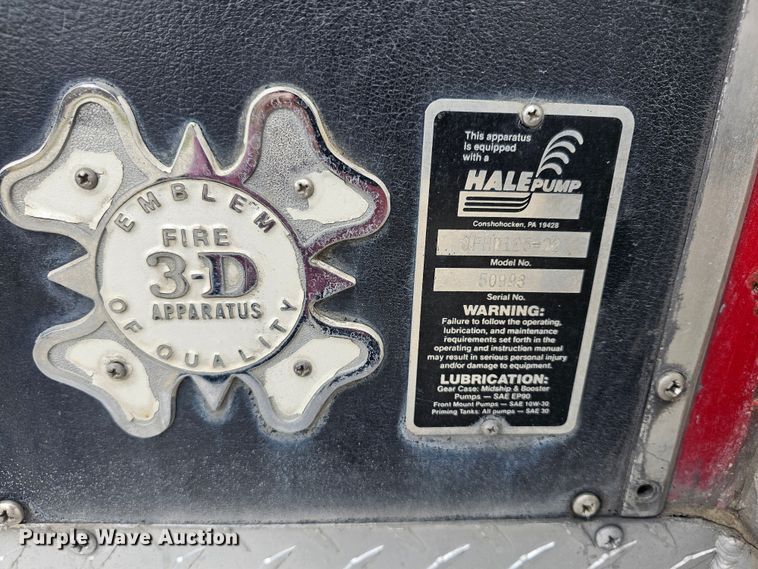 EMBLEM
FIRE
3-D
APPARATUS
OF QUALITY
This apparatus
is equipped
with a
HALE PUMP
Conshohocken, PA 19428
Model No.
50993
Serial No.
WARNING:
Failure to follow the operating,
lubrication, and maintenance
requirements set forth in the
operating and instruction manual
may result in serious personal injury
and/or damage to equipment.
LUBRICATION:
Gear Case: Midship & Booster
Pumps — SAE EP90
Front Mount Pumps — SAE 10W-30
Priming Tanks: All pumps — SAE 30
Purple Wave Auction